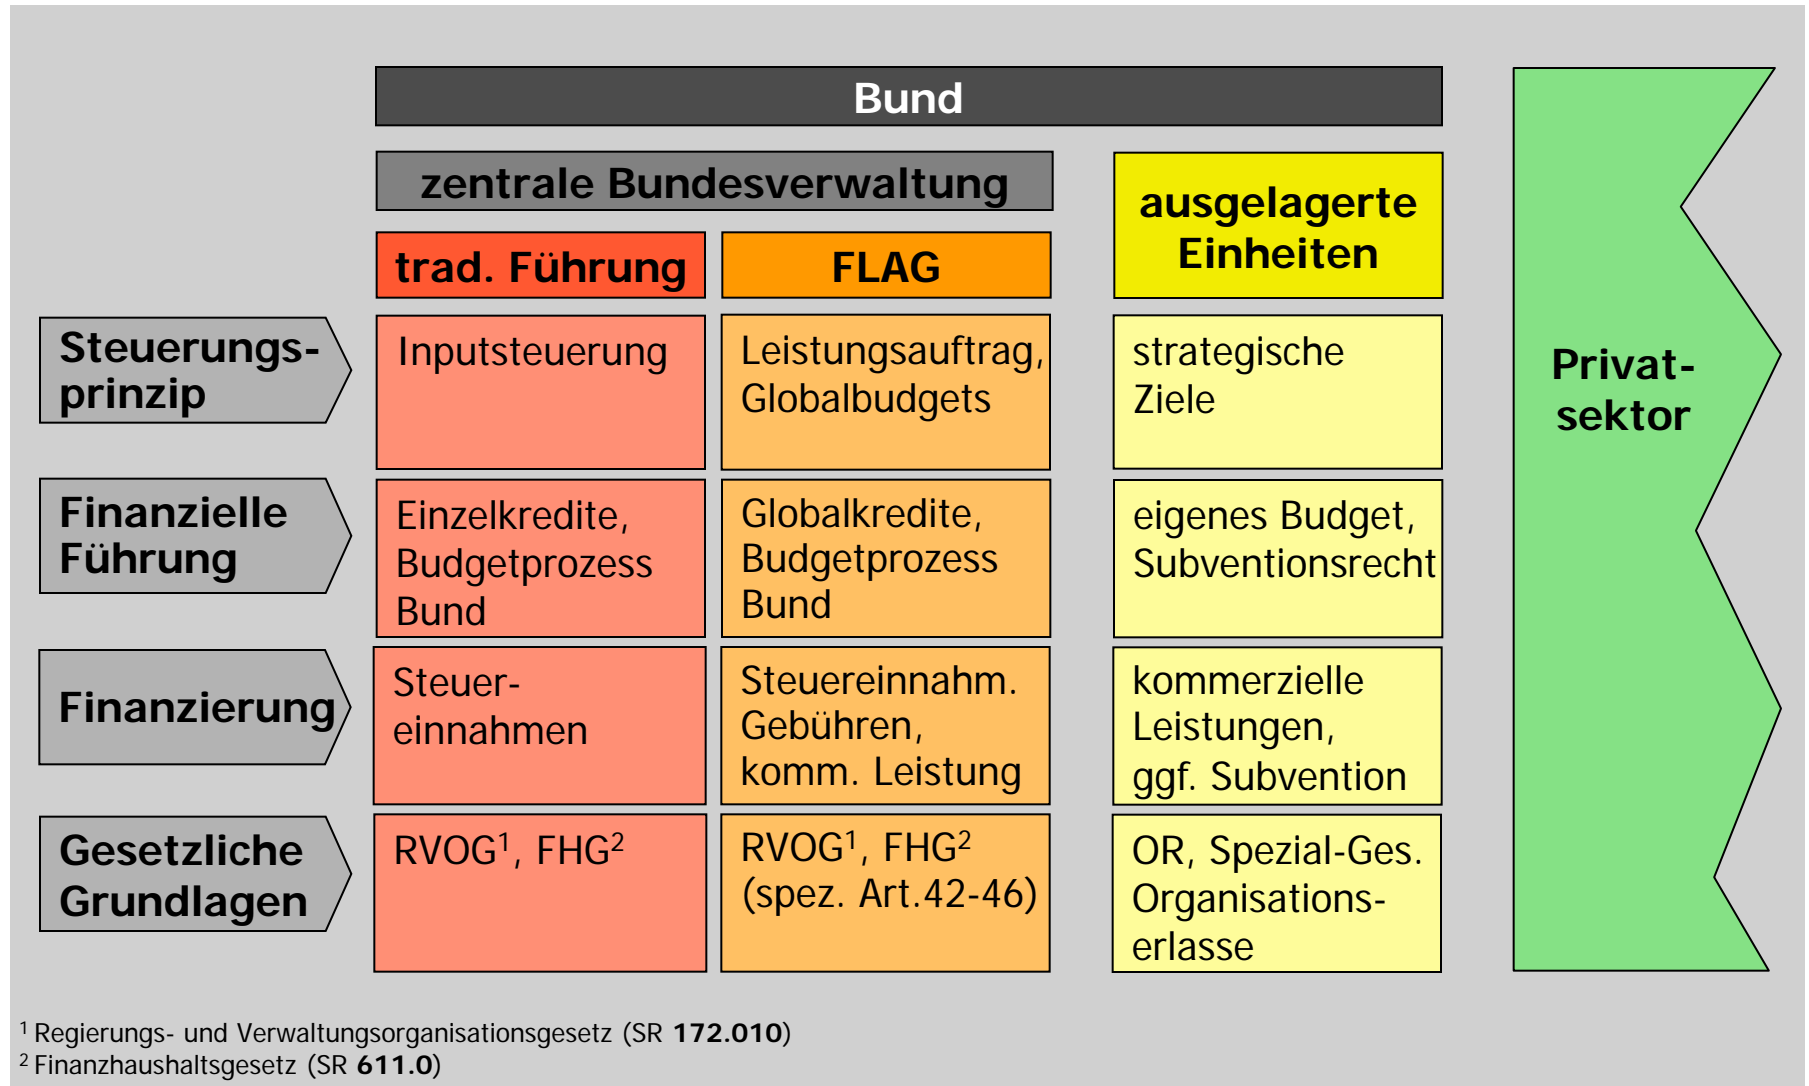 Bund
zentrale Bundesverwaltung
ausgelagerte
Einheiten
trad. Führung
FLAG
Privat-
sektor
Steuerungs-
prinzip
Inputsteuerung
Leistungsauftrag,
Globalbudgets
strategische
Ziele
Finanzielle
Führung
Einzelkredite,
Budgetprozess
Bund
Globalkredite,
Budgetprozess
Bund
eigenes Budget,
Subventionsrecht
Finanzierung
Steuer-
einnahmen
Steuereinnahm.
Gebühren,
komm. Leistung
kommerzielle
Leistungen,
ggf. Subvention
Gesetzliche
Grundlagen
RVOG¹, FHG²
RVOG¹, FHG²
(spez. Art.42-46)
OR, Spezial-Ges.
Organisations-
erlasse
¹ Regierungs- und Verwaltungsorganisationsgesetz (SR 172.010)
² Finanzhaushaltsgesetz (SR 611.0)